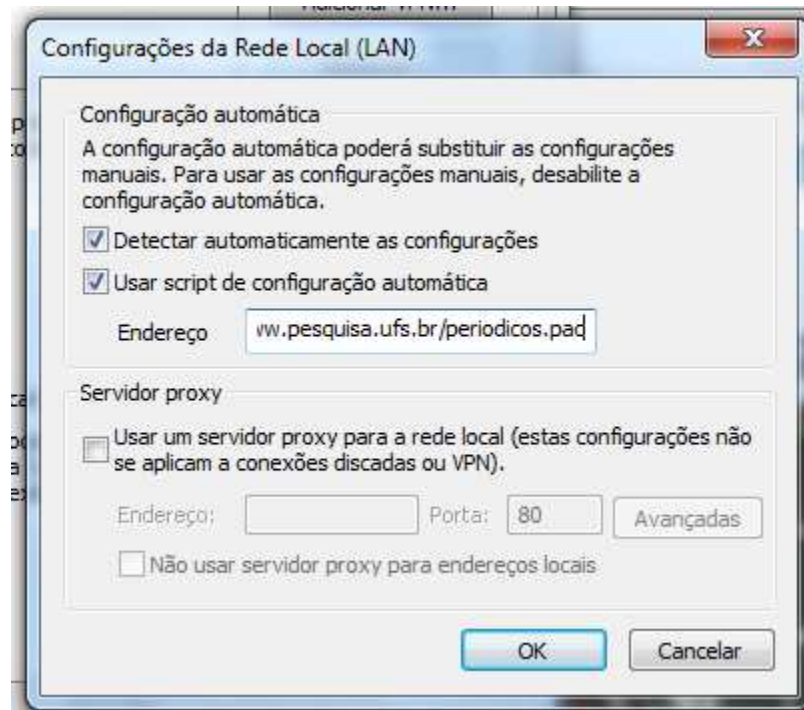 Adicionar VPN...
Configurações da Rede Local (LAN)
Configuração automática
A configuração automática poderá substituir as configurações
manuais. Para usar as configurações manuais, desabilite a
configuração automática.
Detectar automaticamente as configurações
Usar script de configuração automática
Endereço
vw.pesquisa.ufs.br/periodicos.pac
Servidor proxy
Usar um servidor proxy para a rede local (estas configurações não
se aplicam a conexões discadas ou VPN).
Endereço:
Porta:
80
Avançadas
Não usar servidor proxy para endereços locais
OK
Cancelar